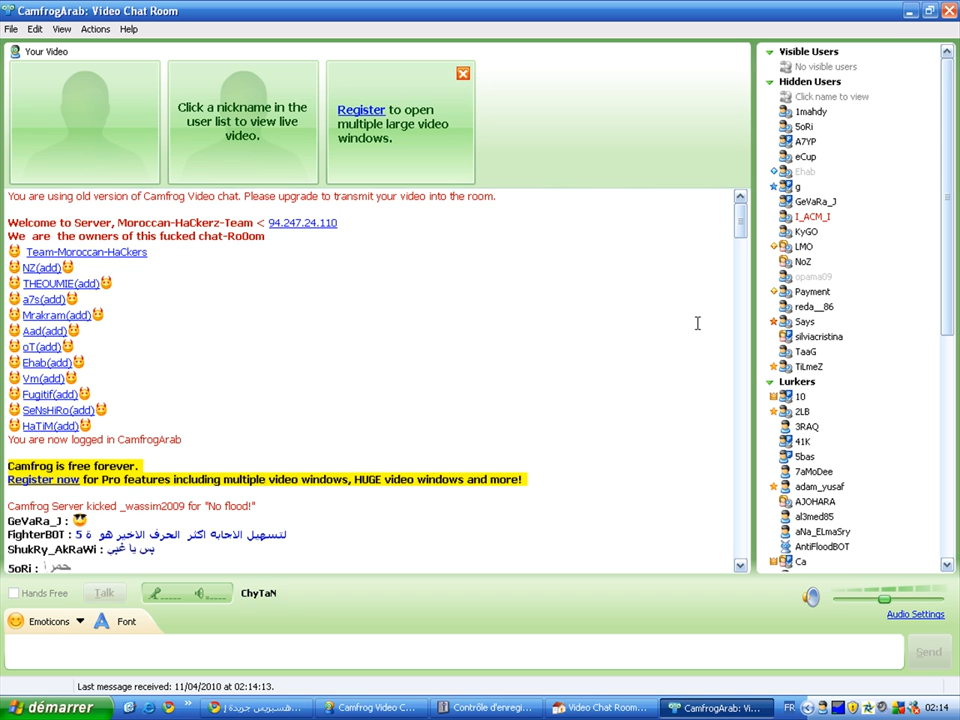 CamfrogArab: Video Chat Room
File Edit View Actions Help
Your Video
Click a nickname in the
user list to view live
video.
Register to open
multiple large video
windows.
You are using old version of Camfrog Video chat. Please upgrade to transmit your video into the room.
Welcome to Server, Moroccan-HaCkerz-Team < 94.247.24.110
We are the owners of this fucked chat-RoOom
Team-Moroccan-HaCkers
NZ(add)
THEOUMIE(add)
a7s(add)
Mrakram(add)
Aad(add)
oT(add)
Ehab(add)
Vm(add)
Fugitif(add)
SeNsHiRo(add)
HaTiM(add)
You are now logged in CamfrogArab
Camfrog is free forever.
Register now for Pro features including multiple video windows, HUGE video windows and more!
Camfrog Server kicked _wassim2009 for "No flood!"
GeVaRa_J :
FighterBOT : لتسهيل الاجابه اكثر الحرف الاخير هو ة 5
ShukRy_AkRaWi : بس يا غبي
5oRi : حمرا
Visible Users
No visible users
Hidden Users
Click name to view
1mahdy
5oRi
A7YP
eCup
Ehab
g
GeVaRa_J
I_ACM_I
KyGO
LMO
NoZ
opama09
Payment
reda__86
Says
silviacristina
TaaG
TiLmeZ
Lurkers
10
2LB
3RAQ
41K
5bas
7aMoDee
adam_yusaf
AJOHARA
al3med85
aNa_ELmaSry
AntiFloodBOT
Ca
Hands Free Talk ChyTaN
Audio Settings
Emoticons Font
Send
Last message received: 11/04/2010 at 02:14:13.
démarrer Camfrog Video C... Contrôle d'enregi... Video Chat Room... CamfrogArab: Vi... FR 02:14